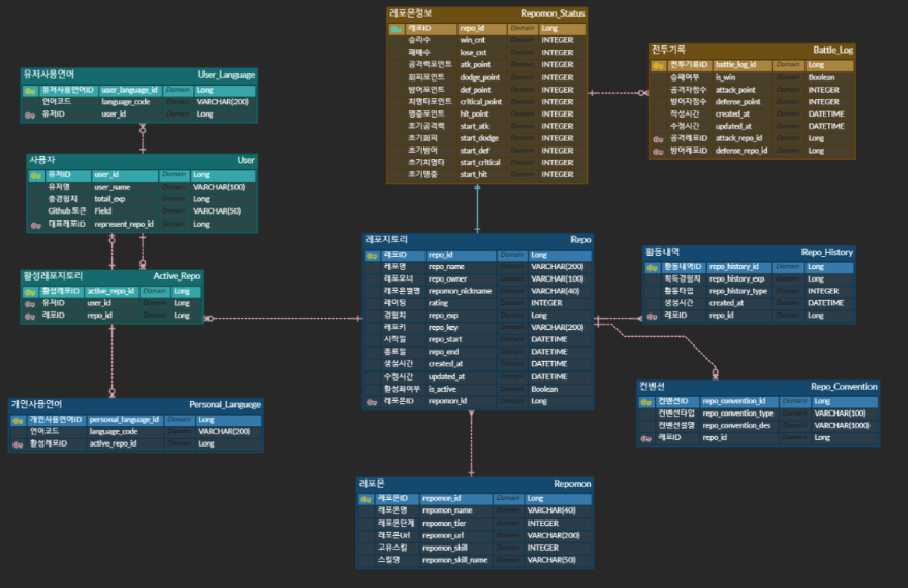 레포몬정보 Repomon_Status
레포ID repo_id Domain Long
승리수 win_cnt Domain INTEGER
패배수 lose_cnt Domain INTEGER
공격력포인트 atk_point Domain INTEGER
회피포인트 dodge_point Domain INTEGER
방어포인트 def_point Domain INTEGER
치명타포인트 critical_point Domain INTEGER
명중포인트 hit_point Domain INTEGER
초기공격력 start_atk Domain INTEGER
초기회피 start_dodge Domain INTEGER
초기방어 start_def Domain INTEGER
초기치명타 start_critical Domain INTEGER
초기명중 start_hit Domain INTEGER
전투기록 Battle_Log
전투기록ID battle_log_id Domain Long
승패여부 is_win Domain Boolean
공격자점수 attack_point Domain INTEGER
방어자점수 defense_point Domain INTEGER
작성시간 created_at Domain DATETIME
수정시간 updated_at Domain DATETIME
공격레포ID attack_repo_id Domain Long
방어레포ID defense_repo_id Domain Long
유저사용언어 User_Language
유저사용언어ID user_language_id Domain Long
언어코드 language_code Domain VARCHAR(200)
유저ID user_id Domain Long
사용자 User
유저ID user_id Domain Long
유저명 user_name Domain VARCHAR(100)
총경험치 totall_exp Domain Long
Github 토큰 Field Domain VARCHAR(50)
대표레포ID represent_repo_id Domain Long
활성레포지토리 Active_Repo
활성레포ID active_repo_id Domain Long
유저ID user_id Domain Long
레포ID repo_id Domain Long
개인사용언어 Personal_Languege
개인사용언어ID personal_language_id Domain Long
언어코드 language_code Domain VARCHAR(200)
활성레포ID active_repo_id Domain Long
레포지토리 Repo
레포ID repo_id Domain Long
레포명 repo_name Domain VARCHAR(200)
레포오너 repo_owner Domain VARCHAR(100)
레포몬별명 repomon_nickname Domain VARCHAR(40)
레이팅 rating Domain INTEGER
경험치 repo_exp Domain Long
레포키 repo_key Domain VARCHAR(200)
시작일 repo_start Domain DATETIME
종료일 repo_end Domain DATETIME
생성시간 created_at Domain DATETIME
수정시간 updated_at Domain DATETIME
활성화여부 is_active Domain Boolean
레포몬ID repomon_id Domain Long
활동내역 Repo_History
활동내역ID repo_history_id Domain Long
획득경험치 repo_history_exp Domain Long
활동타입 repo_history_type Domain INTEGER
생성시간 created_at Domain DATETIME
레포ID repo_id Domain Long
컨벤션 Repo_Convention
컨벤션ID repo_convention_id Domain Long
컨벤션타입 repo_convention_type Domain VARCHAR(100)
컨벤션설명 repo_convention_des Domain VARCHAR(1000)
레포ID repo_id Domain Long
레포몬 Repomon
레포몬ID repomon_id Domain Long
레포몬명 repomon_name Domain VARCHAR(40)
레포몬단계 repomon_tier Domain INTEGER
레포몬Url repomon_url Domain VARCHAR(200)
고유스킬 repomon_skill Domain INTEGER
스킬명 repomon_skill_name Domain VARCHAR(50)